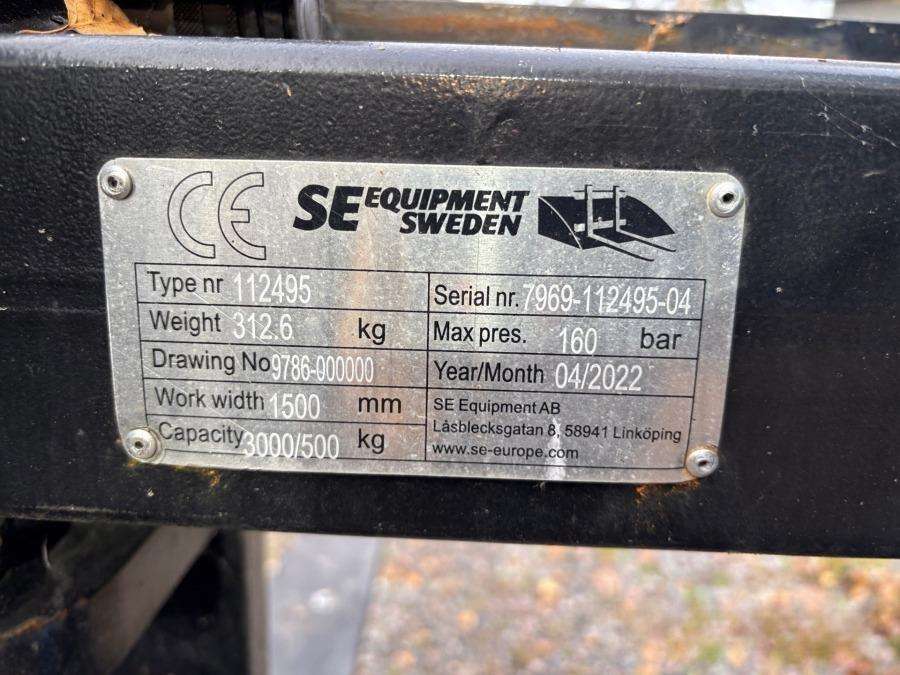 CE SE EQUIPMENT
SWEDEN
Type nr 112495
Weight 312.6 kg
Drawing No 9786-000000
Work width 1500 mm
Capacity 3000/500 kg
Serial nr. 7969-112495-04
Max pres. 160 bar
Year/Month 04/2022
SE Equipment AB
Låsblecksgatan 8, 58941 Linköping
www.se-europe.com